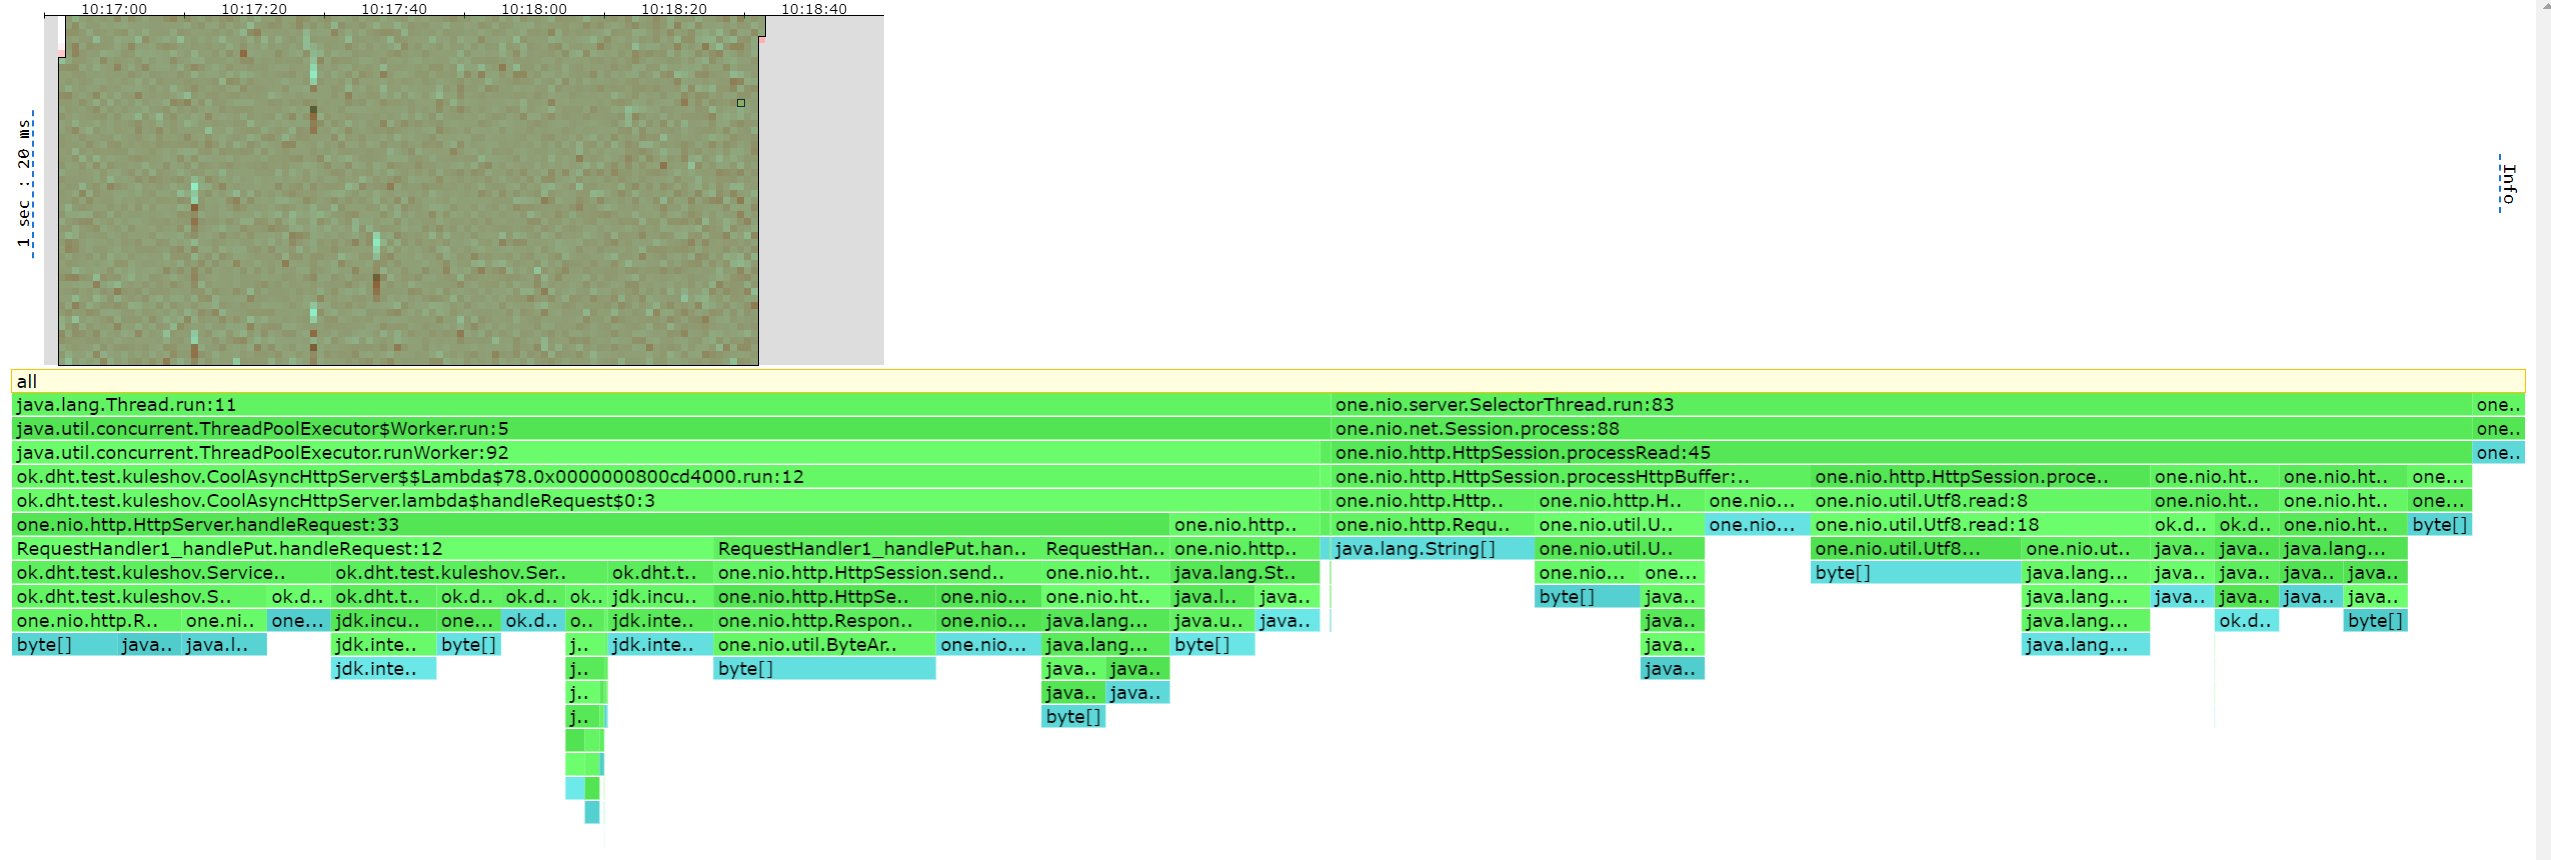 10:17:00 10:17:20 10:17:40 10:18:00 10:18:20 10:18:40
1 sec : 20 ms
Info
all
java.lang.Thread.run:11 one.nio.server.SelectorThread.run:83 one..
java.util.concurrent.ThreadPoolExecutor$Worker.run:5 one.nio.net.Session.process:88 one..
java.util.concurrent.ThreadPoolExecutor.runWorker:92 one.nio.http.HttpSession.processRead:45 one..
ok.dht.test.kuleshov.CoolAsyncHttpServer$$Lambda$78.0x0000000800cd4000.run:12 one.nio.http.HttpSession.processHttpBuffer:.. one.nio.http.HttpSession.proce.. one.nio.ht.. one.nio.ht.. one...
ok.dht.test.kuleshov.CoolAsyncHttpServer.lambda$handleRequest$0:3 one.nio.http.Http.. one.nio.http.H.. one.nio... one.nio.util.Utf8.read:8 one.nio.ht.. one.nio.ht.. one...
one.nio.http.HttpServer.handleRequest:33 one.nio.http.. one.nio.http.Requ.. one.nio.util.U.. one.nio... one.nio.util.Utf8.read:18 ok.d.. ok.d.. one.nio.ht.. byte[]
RequestHandler1_handlePut.handleRequest:12 RequestHandler1_handlePut.han.. RequestHan.. one.nio.http.. java.lang.String[] one.nio.util.U.. one.nio.util.Utf8... one.nio.ut.. java.. java.. java.lang...
ok.dht.test.kuleshov.Service.. ok.dht.test.kuleshov.Ser.. ok.dht.t.. one.nio.http.HttpSession.send.. one.nio.ht.. java.lang.St.. one.nio... one... byte[] java.lang... java.. java.. java.. java..
ok.dht.test.kuleshov.S.. ok.d.. ok.dht.t.. ok.d.. ok.d.. ok.. jdk.incu.. one.nio.http.HttpSe.. one.nio... one.nio.ht.. java.l.. java.. byte[] java.. java.lang... java.. java.. java.. java..
one.nio.http.R.. one.ni.. one... jdk.incu.. one... ok.d.. o.. jdk.inte.. one.nio.http.Respon.. one.nio... java.lang... java.u.. java.. java.. java.lang... ok.d.. byte[]
byte[] java.. java.l.. jdk.inte.. byte[] j.. jdk.inte.. one.nio.util.ByteAr.. one.nio... java.lang... byte[] java.. java.lang...
jdk.inte.. j.. byte[] java.. java.. java..
j.. java.. java..
j.. byte[]